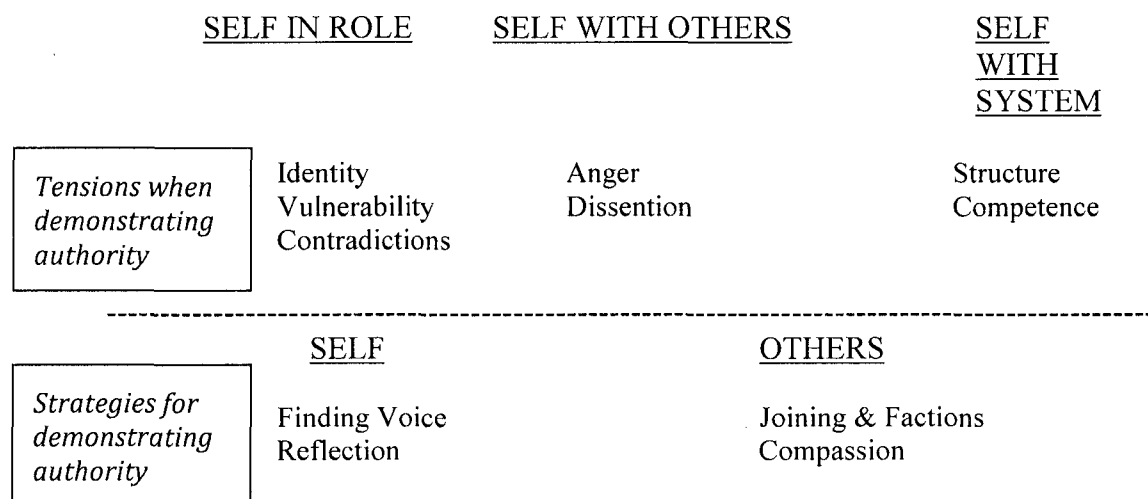 SELF IN ROLE SELF WITH OTHERS SELF
WITH
SYSTEM
Tensions when
demonstrating
authority
Identity
Vulnerability
Contradictions
Anger
Dissention
Structure
Competence
SELF OTHERS
Strategies for
demonstrating
authority
Finding Voice
Reflection
Joining & Factions
Compassion